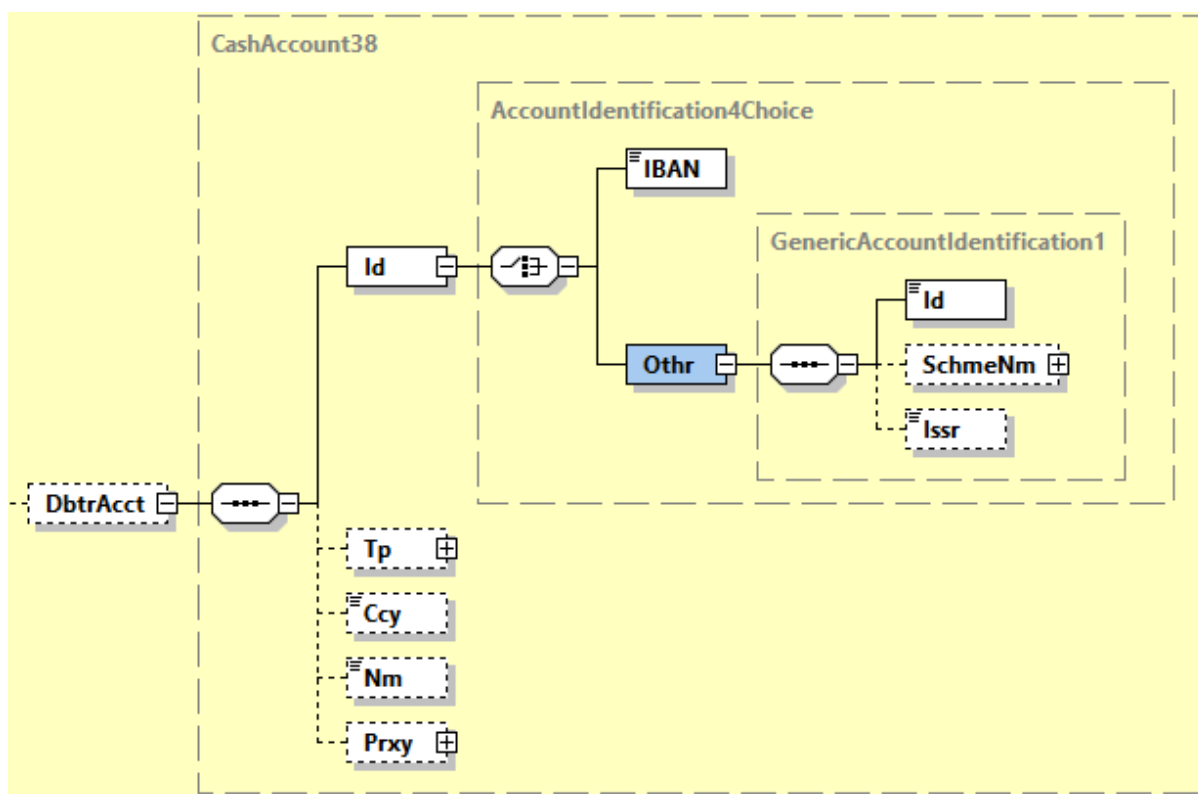 CashAccount38
AccountIdentification4Choice
IBAN
GenericAccountIdentification1
Id
Id
Othr
SchmeNm
Issr
DbtrAcct
Tp
Ccy
Nm
Prxy